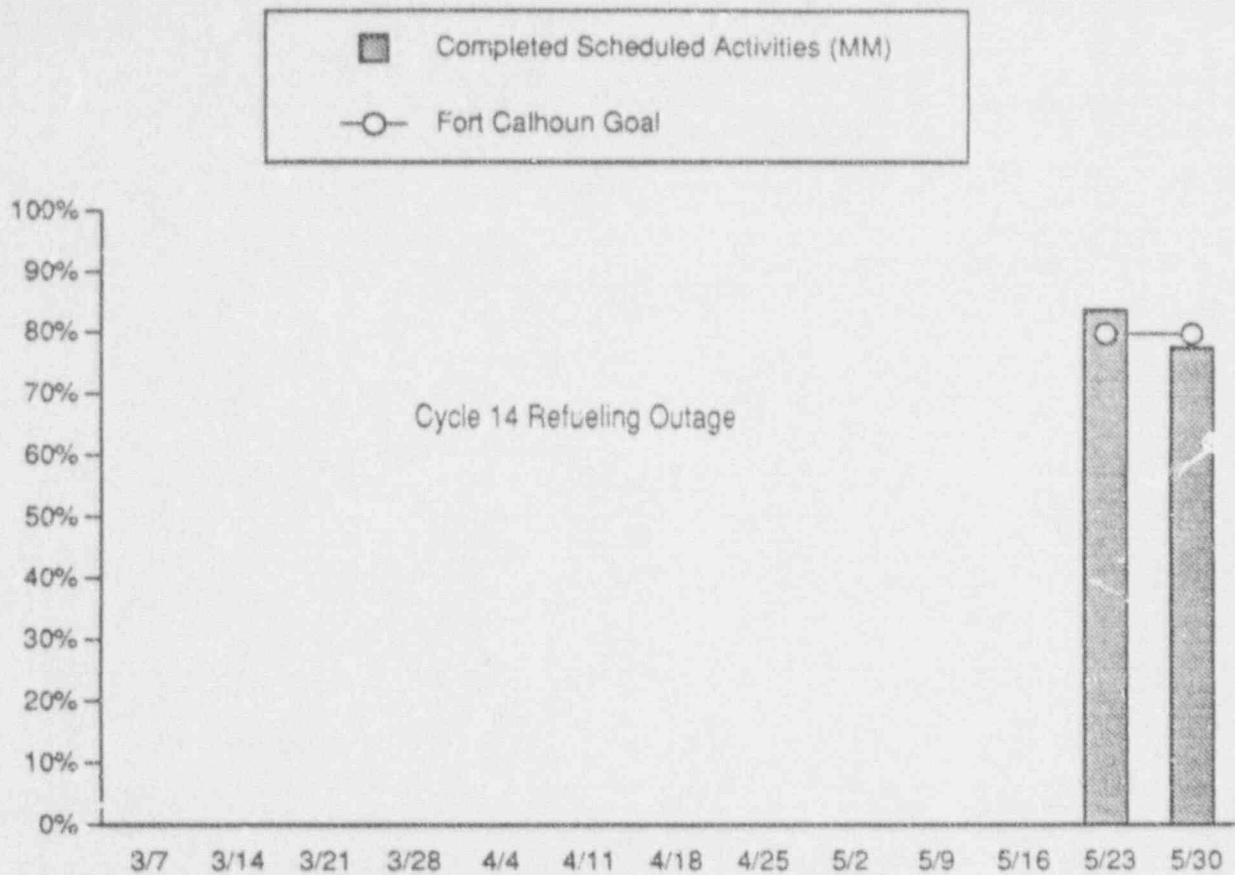 Completed Scheduled Activities (MM)
Fort Calhoun Goal
100%
90%
80%
70%
Cycle 14 Refueling Outage
60%
50%
40%
30%
20%
10%
0%
3/7 3/14 3/21 3/28 4/4 4/11 4/18 4/25 5/2 5/9 5/16 5/23 5/30